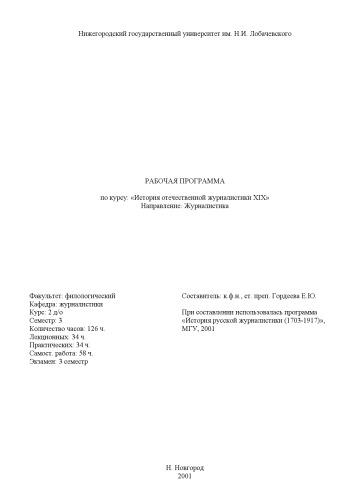 Нижегородский государственный университет им. Н.И. Лобачевского
РАБОЧАЯ ПРОГРАММА
по курсу: «История отечественной журналистики XIX»
Направление: Журналистика
Факультет: филологический
Кафедра: журналистики
Курс: 2 д/о
Семестр: 3
Количество часов: 126 ч.
Лекционных: 34 ч.
Практических: 34 ч.
Самост. работа: 58 ч.
Экзамен: 3 семестр
Составитель: к.ф.н., ст. преп. Гордеева Е.Ю.
При составлении использовалась программа
«История русской журналистики (1703-1917)»,
МГУ, 2001
Н. Новгород
2001